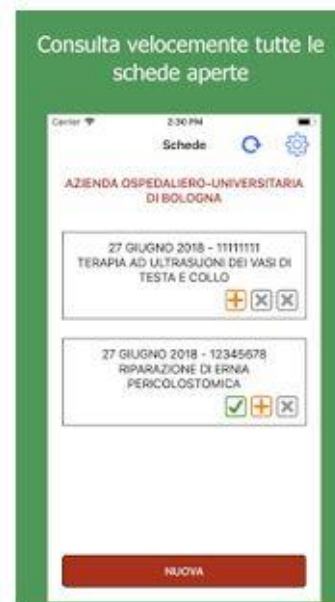 Consulta velocemente tutte le
schede aperte
Carrier 2:30 PM
Schede
AZIENDA OSPEDALIERO-UNIVERSITARIA
DI BOLOGNA
27 GIUGNO 2018 - 11111111
TERAPIA AD ULTRASUONI DEI VASI DI
TESTA E COLLO
27 GIUGNO 2018 - 12345678
RIPARAZIONE DI ERNIA
PERICOLOSTOMICA
NUOVA